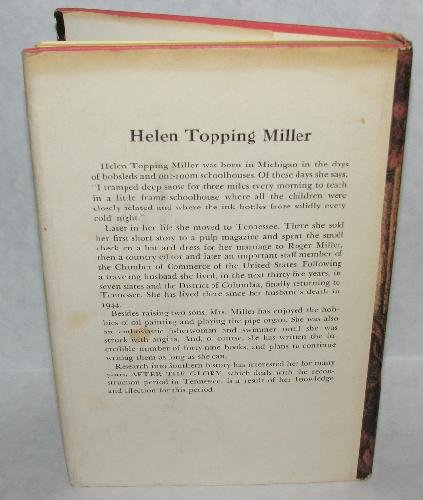 Helen Topping Miller
Helen Topping Miller was born in Michigan in the days
of bobsleds and one-room schoolhouses. Of these days she says,
"I tramped deep snow for three miles every morning to teach
in a little frame schoolhouse where all the children were
closely related and where the ink bottles froze solidly every
cold night."
Later in her life she moved to Tennessee. There she sold
her first short story to a pulp magazine and spent the small
check on a hat and dress for her marriage to Roger Miller,
then a country editor and later an important staff member of
the Chamber of Commerce of the United States. Following
a traveling husband she lived, in the next thirty-five years, in
seven states and the District of Columbia, finally returning to
Tennessee. She has lived there since her husband's death in
1944.
Besides raising two sons, Mrs. Miller has enjoyed the hob-
bies of oil painting and playing the pipe organ. She was also
an enthusiastic fisherwoman and swimmer until she was
struck with angina. And, of course, she has written the in-
credible number of forty-nine books, and plans to continue
writing them as long as she can.
Research into Southern history has interested her for many
years. AFTER THE GLORY, which deals with the recon-
struction period in Tennessee, is a result of her knowledge
and affection for this period.